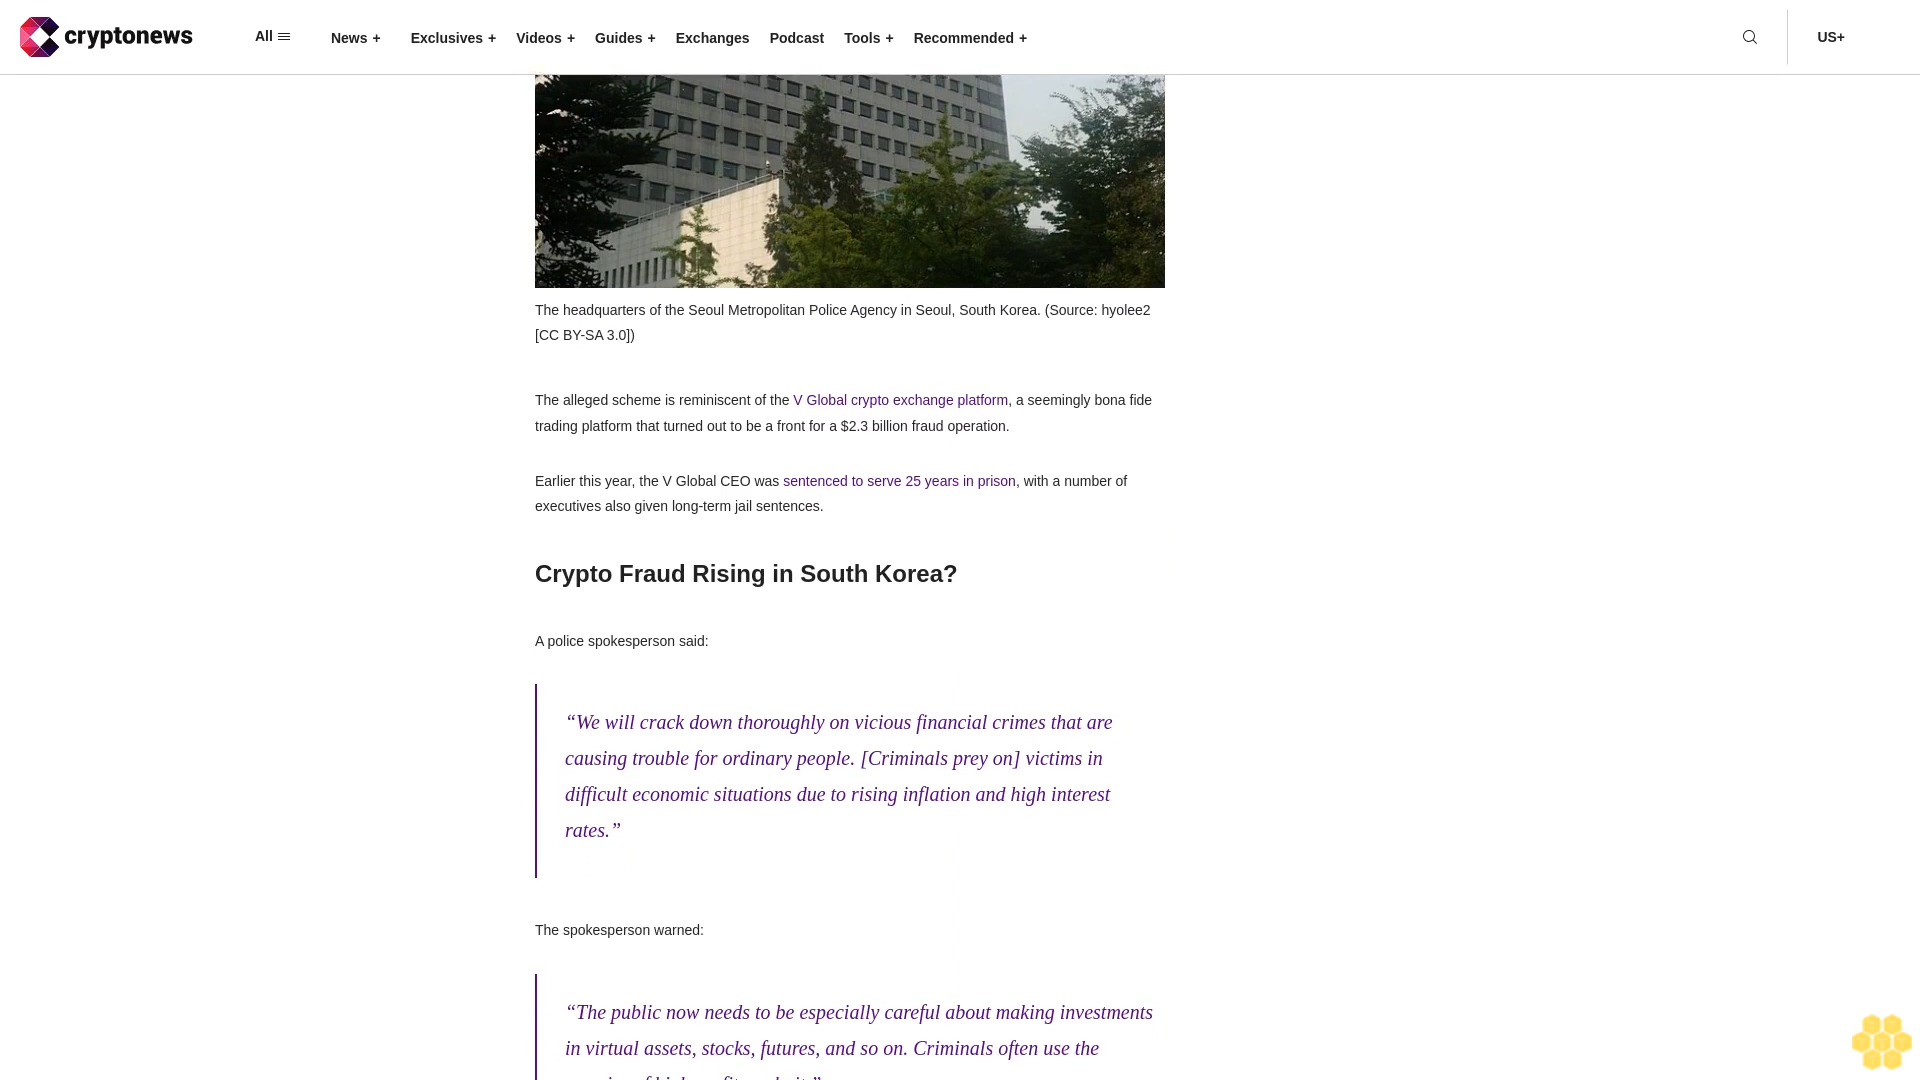 cryptonews
All
News +
Exclusives +
Videos +
Guides +
Exchanges
Podcast
Tools +
Recommended +
US+
The headquarters of the Seoul Metropolitan Police Agency in Seoul, South Korea. (Source: hyolee2
[CC BY-SA 3.0])
The alleged scheme is reminiscent of the V Global crypto exchange platform, a seemingly bona fide
trading platform that turned out to be a front for a $2.3 billion fraud operation.
Earlier this year, the V Global CEO was sentenced to serve 25 years in prison, with a number of
executives also given long-term jail sentences.
Crypto Fraud Rising in South Korea?
A police spokesperson said:
“We will crack down thoroughly on vicious financial crimes that are
causing trouble for ordinary people. [Criminals prey on] victims in
difficult economic situations due to rising inflation and high interest
rates.”
The spokesperson warned:
“The public now needs to be especially careful about making investments
in virtual assets, stocks, futures, and so on. Criminals often use the